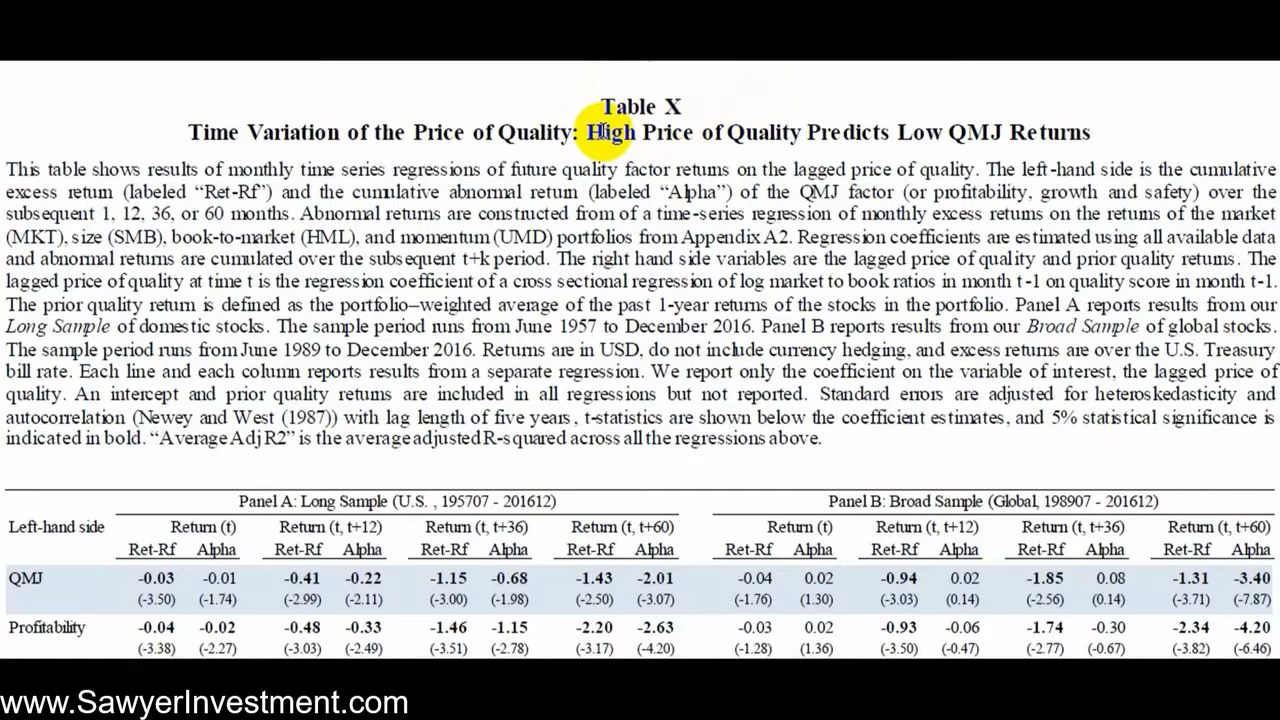 Table X
Time Variation of the Price of Quality: High Price of Quality Predicts Low QMJ Returns
This table shows results of monthly time series regressions of future quality factor returns on the lagged price of quality. The left-hand side is the cumulative
excess return (labeled “Ret-Rf”) and the cumulative abnormal return (labeled “Alpha”) of the QMJ factor (or profitability, growth and safety) over the
subsequent 1, 12, 36, or 60 months. Abnormal returns are constructed from of a time-series regression of monthly excess returns on the returns of the market
(MKT), size (SMB), book-to-market (HML), and momentum (UMD) portfolios from Appendix A2. Regression coefficients are estimated using all available data
and abnormal returns are cumulated over the subsequent t+k period. The right hand side variables are the lagged price of quality and prior quality returns. The
lagged price of quality at time t is the regression coefficient of a cross sectional regression of log market to book ratios in month t-1 on quality score in month t-1.
The prior quality return is defined as the portfolio–weighted average of the past 1-year returns of the stocks in the portfolio. Panel A reports results from our
Long Sample of domestic stocks. The sample period runs from June 1957 to December 2016. Panel B reports results from our Broad Sample of global stocks.
The sample period runs from June 1989 to December 2016. Returns are in USD, do not include currency hedging, and excess returns are over the U.S. Treasury
bill rate. Each line and each column reports results from a separate regression. We report only the coefficient on the variable of interest, the lagged price of
quality. An intercept and prior quality returns are included in all regressions but not reported. Standard errors are adjusted for heteroskedasticity and
autocorrelation (Newey and West (1987)) with lag length of five years, t-statistics are shown below the coefficient estimates, and 5% statistical significance is
indicated in bold. “Average Adj R2” is the average adjusted R-squared across all the regressions above.
Panel A: Long Sample (U.S. , 195707 - 201612) Panel B: Broad Sample (Global, 198907 - 201612)
Left-hand side Return (t) Return (t, t+12) Return (t, t+36) Return (t, t+60) Return (t) Return (t, t+12) Return (t, t+36) Return (t, t+60)
Ret-Rf Alpha Ret-Rf Alpha Ret-Rf Alpha Ret-Rf Alpha Ret-Rf Alpha Ret-Rf Alpha Ret-Rf Alpha Ret-Rf Alpha
QMJ -0.03 -0.01 -0.41 -0.22 -1.15 -0.68 -1.43 -2.01 -0.04 0.02 -0.94 0.02 -1.85 0.08 -1.31 -3.40
(-3.50) (-1.74) (-2.99) (-2.11) (-3.00) (-1.98) (-2.50) (-3.07) (-1.76) (1.30) (-3.03) (0.14) (-2.56) (0.14) (-3.71) (-7.87)
Profitability -0.04 -0.02 -0.48 -0.33 -1.46 -1.15 -2.20 -2.63 -0.03 0.02 -0.93 -0.06 -1.74 -0.30 -2.34 -4.20
(-3.38) (-2.27) (-3.03) (-2.49) (-3.51) (-2.78) (-3.17) (-4.20) (-1.28) (1.36) (-3.50) (-0.47) (-2.77) (-0.67) (-3.82) (-6.46)
www.SawyerInvestment.com